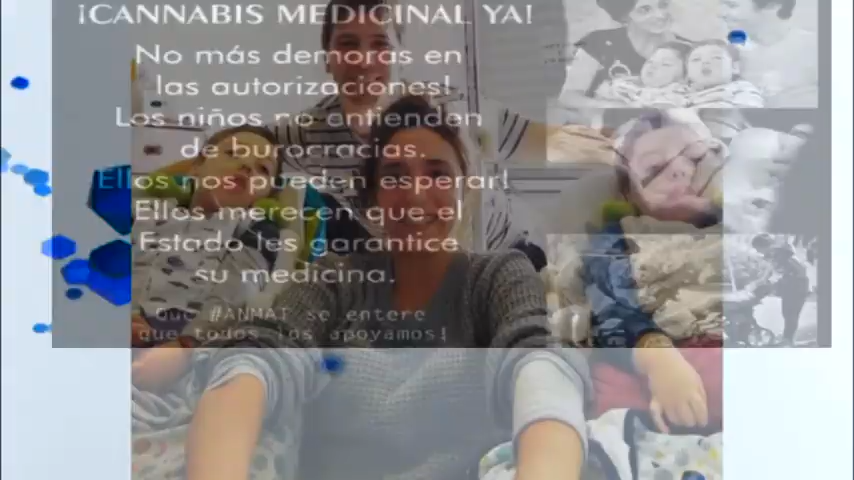 ¡CANNABIS MEDICINAL YA!
No más demoras en
las autorizaciones!
Los niños no entienden
de burocracias.
Ellos nos pueden esperar!
Ellos merecen que el
Estado les garantice
su medicina.
Que #ANMAT se entere
que todos los apoyamos!